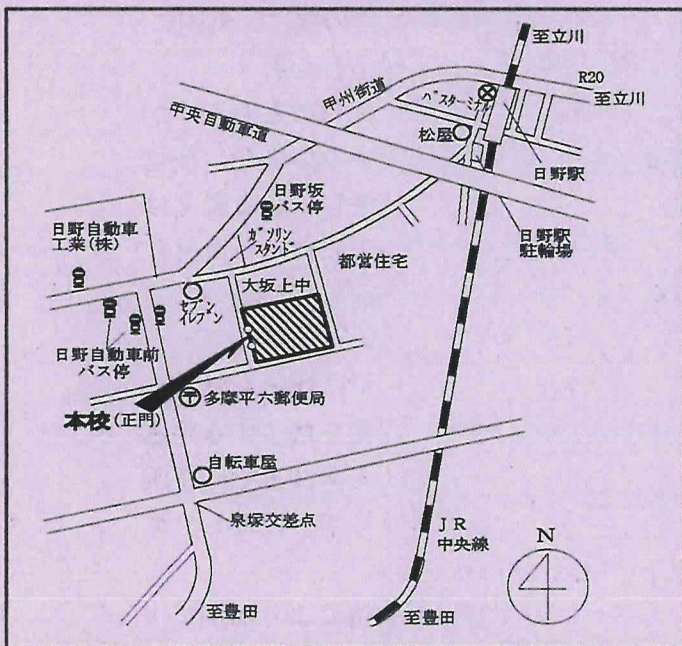 至立川
R20
至立川
甲州街道
バスターミナル
中央自動車道
松屋
日野駅
日野坂
バス停
日野自動車
工業(株)
ガソリン
スタンド
日野駅
駐輪場
都営住宅
大坂上中
セブン
イレブン
日野自動車前
バス停
〒多摩平六郵便局
本校(正門)
自転車屋
泉塚交差点
JR
中央線
N
至豊田
至豊田